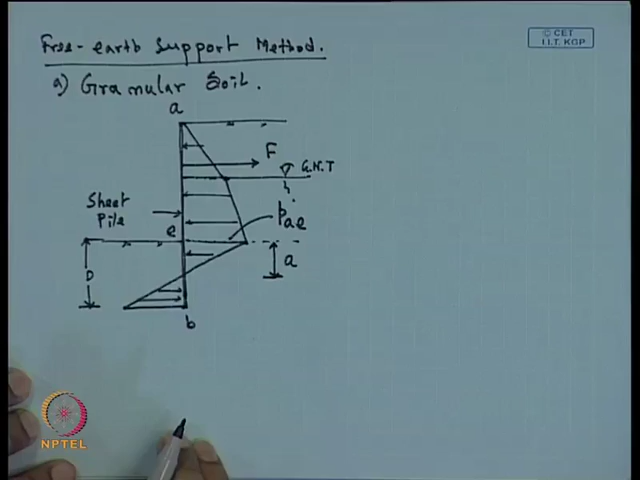 © CET
I.I.T. KGP
Free-earth Support Method.
a) Granular Soil.
a
F
G.W.T
Sheet
Pile
e
Pae
D
a
b
NPTEL